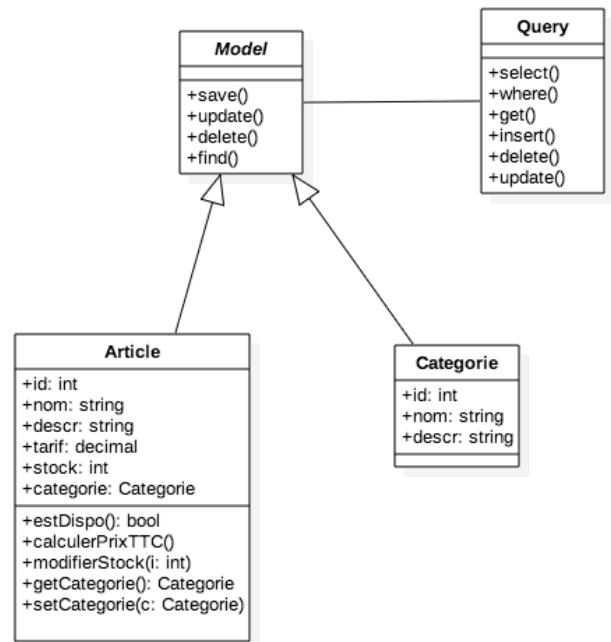 Model
+save()
+update()
+delete()
+find()
Query
+select()
+where()
+get()
+insert()
+delete()
+update()
Article
+id: int
+nom: string
+descr: string
+tarif: decimal
+stock: int
+categorie: Categorie
+estDispo(): bool
+calculerPrixTTC()
+modifierStock(i: int)
+getCategorie(): Categorie
+setCategorie(c: Categorie)
Categorie
+id: int
+nom: string
+descr: string